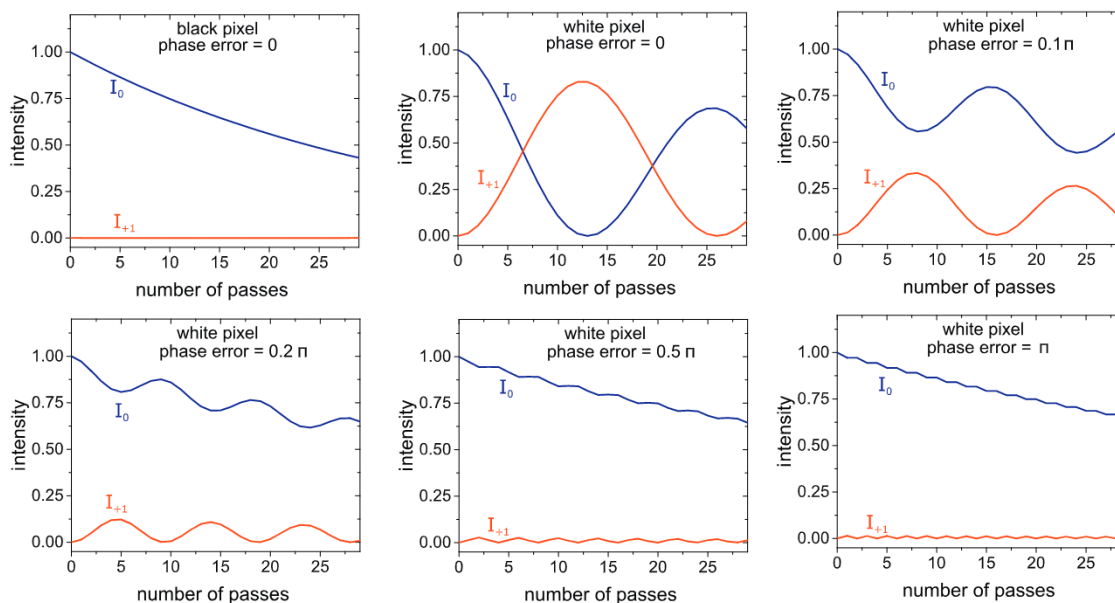 black pixel
phase error = 0
1.00
0.75
0.50
0.25
0.00
intensity
I₀
I₊₁
0 5 10 15 20 25
number of passes
white pixel
phase error = 0
1.00
0.75
0.50
0.25
0.00
intensity
I₀
I₊₁
0 5 10 15 20 25
number of passes
white pixel
phase error = 0.1π
1.00
0.75
0.50
0.25
0.00
intensity
I₀
I₊₁
0 5 10 15 20 25
number of passes
white pixel
phase error = 0.2 π
1.00
0.75
0.50
0.25
0.00
intensity
I₀
I₊₁
0 5 10 15 20 25
number of passes
white pixel
phase error = 0.5 π
1.00
0.75
0.50
0.25
0.00
intensity
I₀
I₊₁
0 5 10 15 20 25
number of passes
white pixel
phase error = π
1.00
0.75
0.50
0.25
0.00
intensity
I₀
I₊₁
0 5 10 15 20 25
number of passes